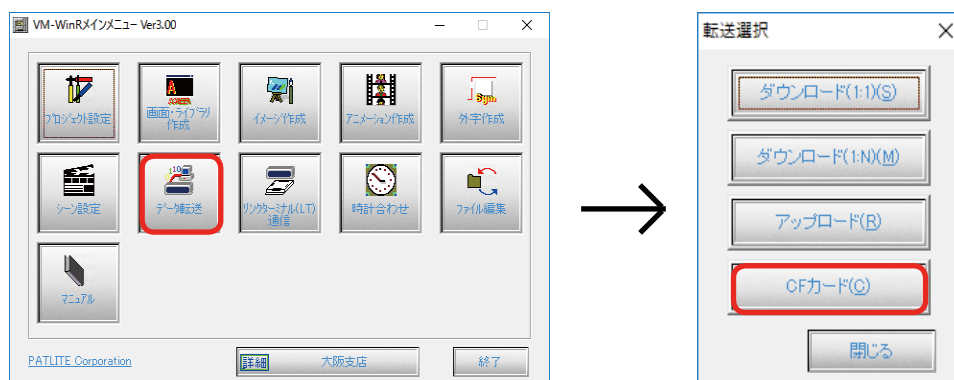 VM-WinRメインメニュー Ver3.00
プロジェクト設定
画面・ライブラリ
作成
イメージ作成
アニメーション作成
外字作成
シーン設定
データ転送
リンクターミナル(LT)
通信
時計合わせ
ファイル編集
マニュアル
PATLITE Corporation
詳細
大阪支店
終了
転送選択
ダウンロード(1:1)(S)
ダウンロード(1:N)(M)
アップロード(R)
CFカード(C)
閉じる